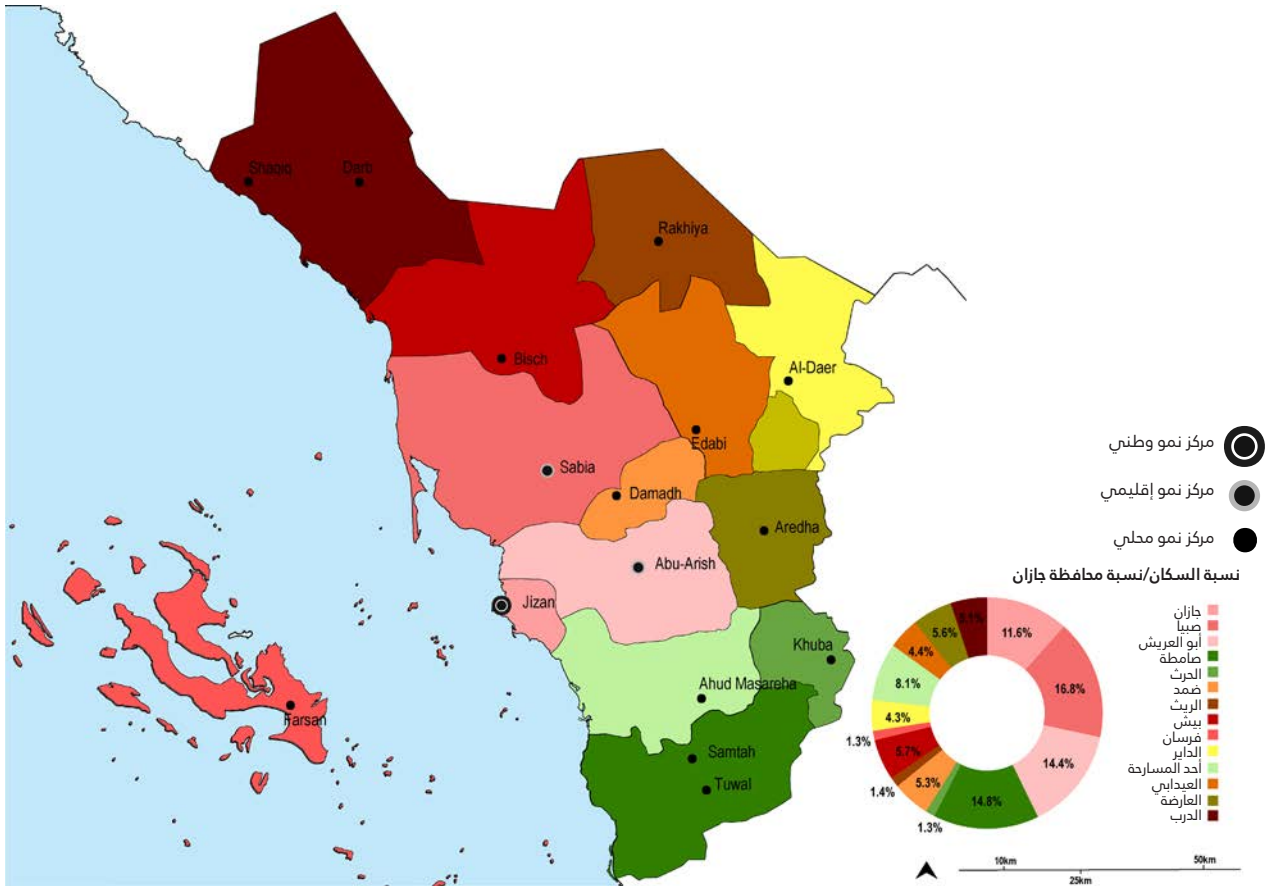 Shaqiq
Darb
Rakhiya
Bisch
Al-Daer
Edabi
Sabia
Damadh
Aredha
Abu-Arish
Jizan
Khuba
Ahud Masareha
Farsan
Samtah
Tuwal
مركز نمو وطني
مركز نمو إقليمي
مركز نمو محلي
نسبة السكان/نسبة محافظة جازان
جازان
صبيا
أبو العريش
صامطة
الحرث
ضمد
الريث
بيش
فرسان
الداير
أحد المسارحة
العيدابي
العارضة
الدرب
5.1%
11.6%
5.6%
4.4%
8.1%
16.8%
4.3%
1.3%
5.7%
14.4%
1.4%
5.3%
14.8%
1.3%
10km
50km
25km